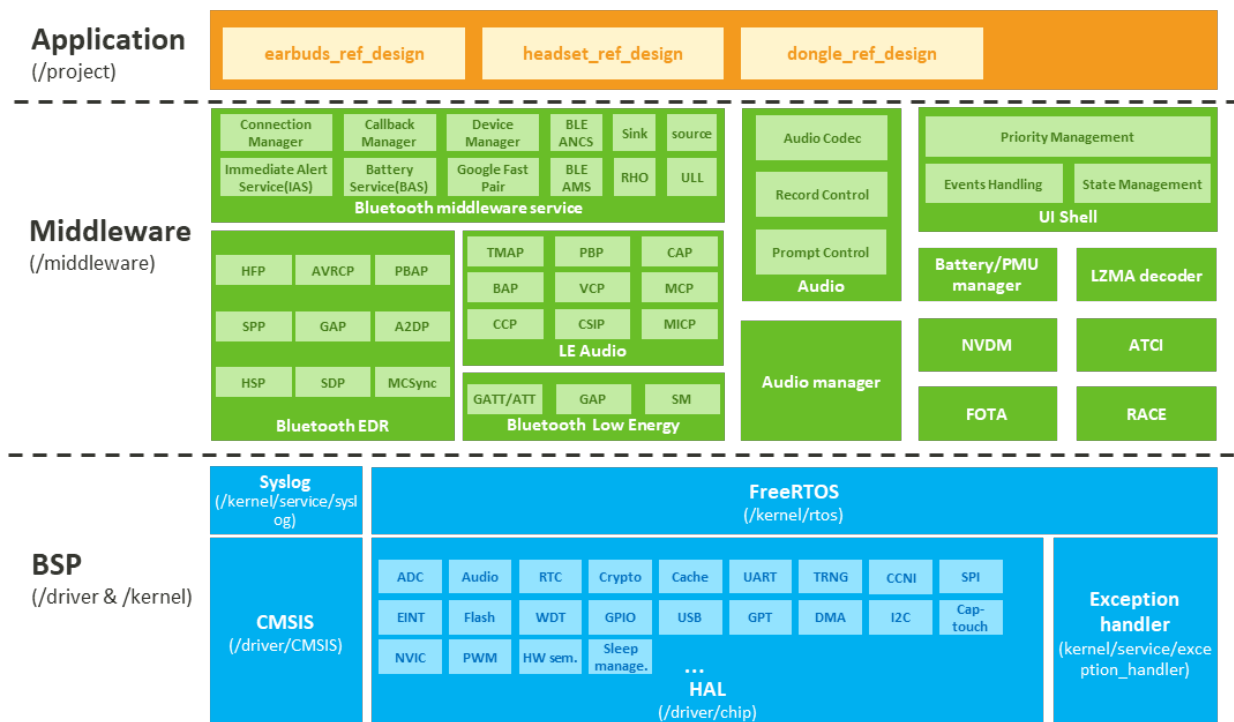 Application
(/project)
earbuds_ref_design
headset_ref_design
dongle_ref_design
Middleware
(/middleware)
Connection
Manager
Callback
Manager
Device
Manager
BLE
ANCS
Sink
source
Immediate Alert
Service(IAS)
Battery
Service(BAS)
Google Fast
Pair
BLE
AMS
RHO
ULL
Bluetooth middleware service
HFP
AVRCP
PBAP
SPP
GAP
A2DP
HSP
SDP
MCSync
Bluetooth EDR
TMAP
PBP
CAP
BAP
VCP
MCP
CCP
CSIP
MICP
LE Audio
GATT/ATT
GAP
SM
Bluetooth Low Energy
Audio Codec
Record Control
Prompt Control
Audio
Audio manager
Priority Management
Events Handling
State Management
UI Shell
Battery/PMU
manager
LZMA decoder
NVDM
ATCI
FOTA
RACE
BSP
(/driver & /kernel)
Syslog
(/kernel/service/sysl
og)
FreeRTOS
(/kernel/rtos)
CMSIS
(/driver/CMSIS)
ADC
Audio
RTC
Crypto
Cache
UART
TRNG
CCNI
SPI
EINT
Flash
WDT
GPIO
USB
GPT
DMA
I2C
Cap-
touch
NVIC
PWM
HW sem.
Sleep
manage.
...
HAL
(/driver/chip)
Exception
handler
(kernel/service/exce
ption_handler)